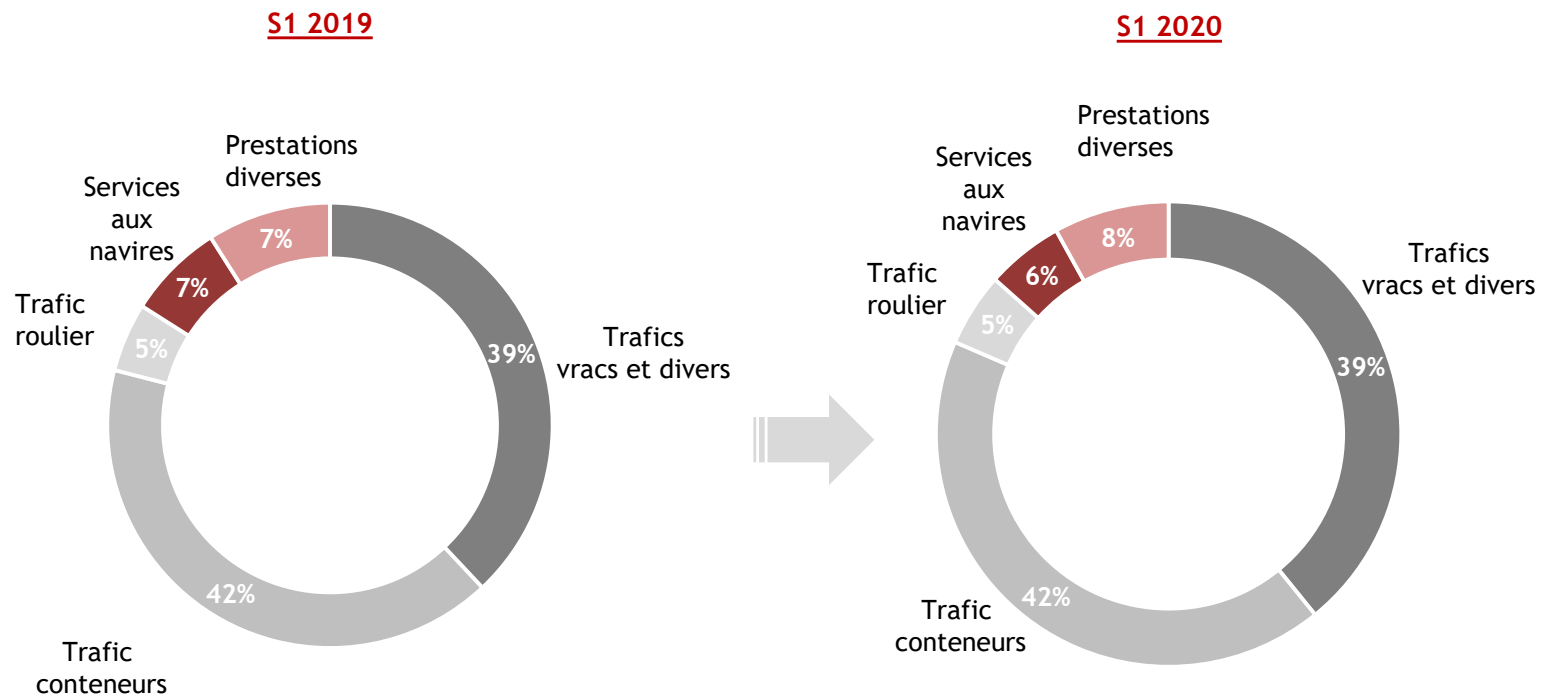 S1 2019
Prestations
diverses
Services
aux
navires
Trafic
roulier
Trafics
vracs et divers
Trafic
conteneurs
7%
7%
5%
39%
42%
S1 2020
Prestations
diverses
Services
aux
navires
Trafic
roulier
Trafics
vracs et divers
Trafic
conteneurs
8%
6%
5%
39%
42%